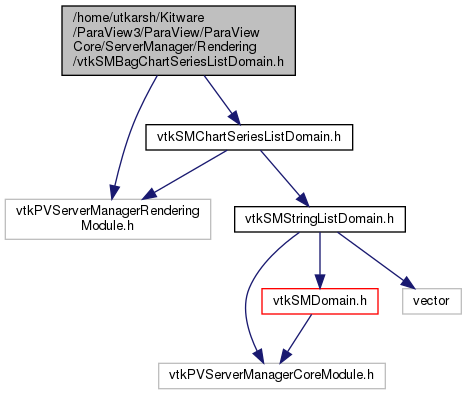 /home/utkarsh/Kitware
/ParaView3/ParaView/ParaView
Core/ServerManager/Rendering
/vtkSMBagChartSeriesListDomain.h
vtkSMChartSeriesListDomain.h
vtkPVServerManagerRendering
Module.h
vtkSMStringListDomain.h
vtkSMDomain.h
vector
vtkPVServerManagerCoreModule.h